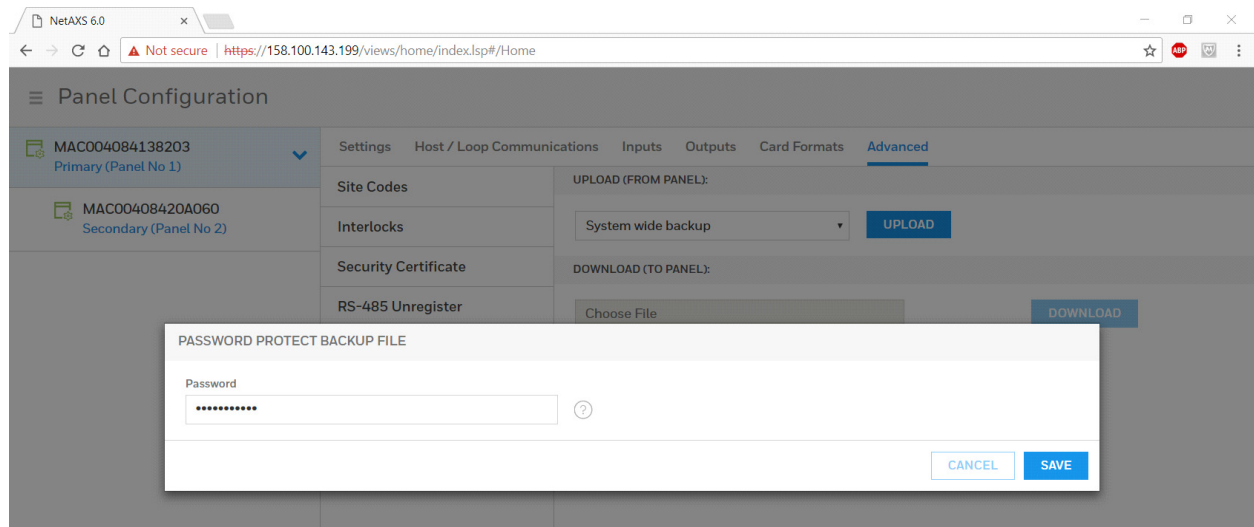 NetAXS 6.0
Not secure | https://158.100.143.199/views/home/index.lsp#/Home
ABP
Panel Configuration
MAC004084138203
Primary (Panel No 1)
MAC00408420A060
Secondary (Panel No 2)
Settings Host / Loop Communications Inputs Outputs Card Formats Advanced
Site Codes
Interlocks
Security Certificate
RS-485 Unregister
UPLOAD (FROM PANEL):
System wide backup
UPLOAD
DOWNLOAD (TO PANEL):
Choose File
DOWNLOAD
PASSWORD PROTECT BACKUP FILE
Password
•••••••••••
?
CANCEL
SAVE